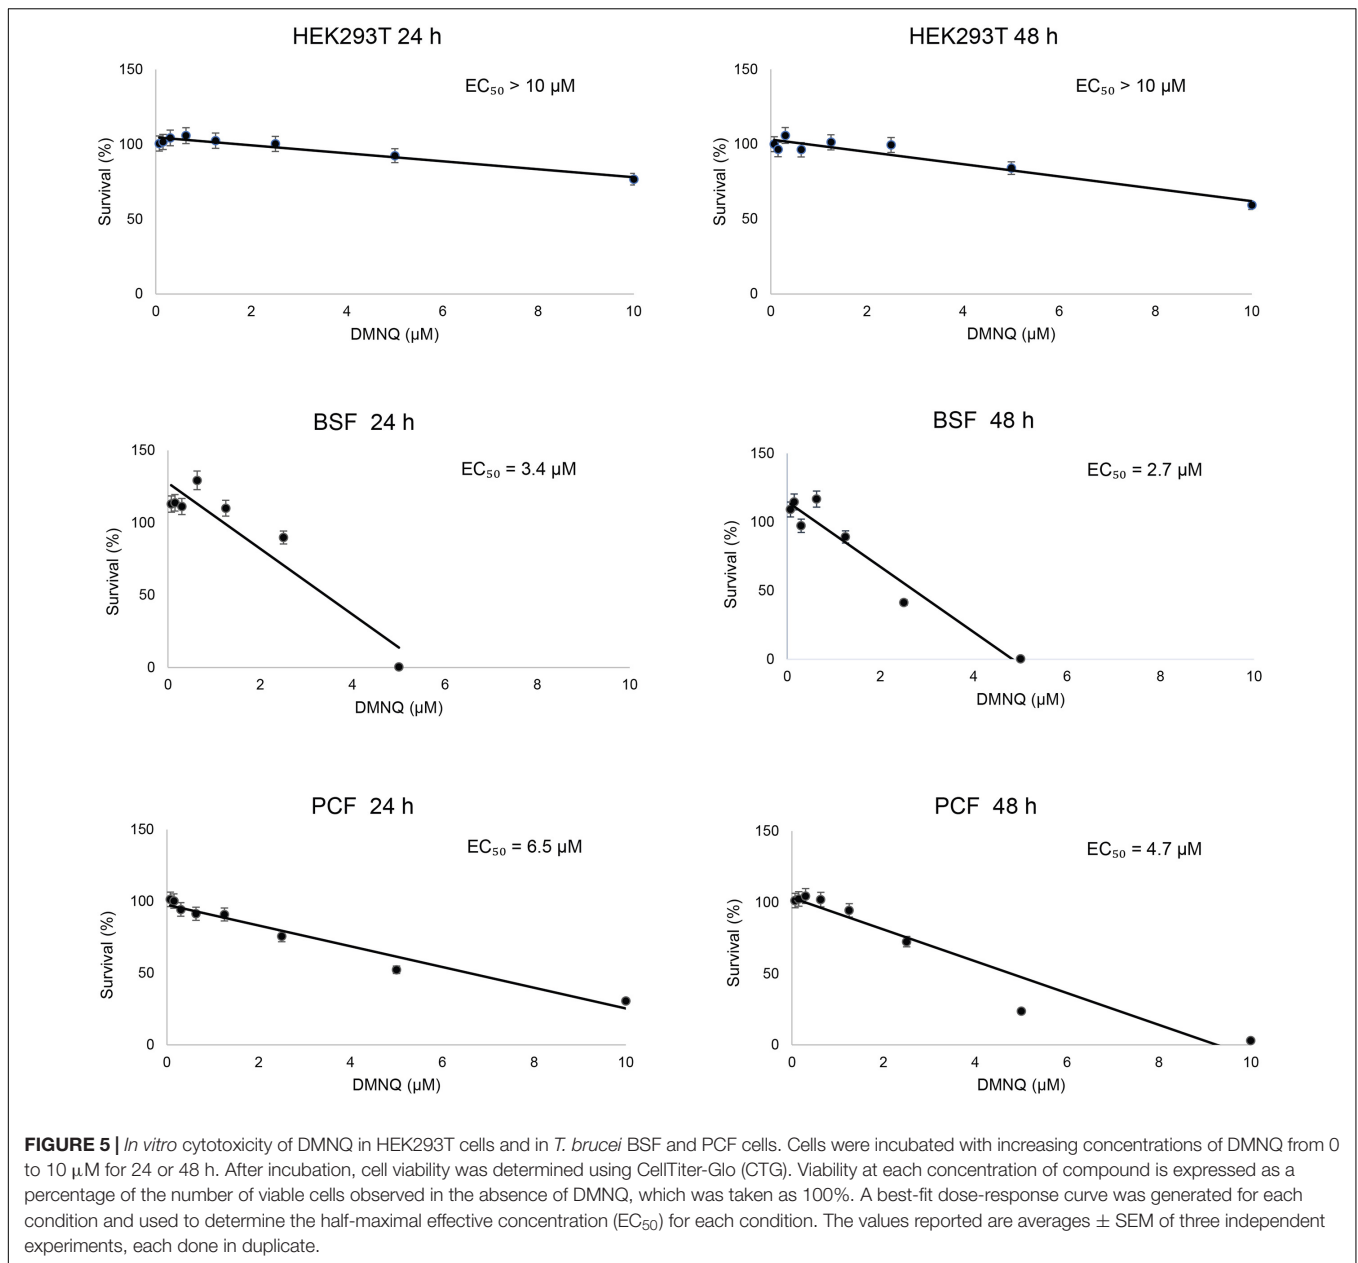 HEK293T 24 h
EC₅₀ > 10 µM
150
100
50
0
Survival (%)
0 2 4 6 8 10
DMNQ (µM)
HEK293T 48 h
EC₅₀ > 10 µM
150
100
50
0
Survival (%)
0 2 4 6 8 10
DMNQ (µM)
BSF 24 h
EC₅₀ = 3.4 µM
150
100
50
0
Survival (%)
0 2 4 6 8 10
DMNQ (µM)
BSF 48 h
EC₅₀ = 2.7 µM
150
100
50
0
Survival (%)
0 2 4 6 8 10
DMNQ (µM)
PCF 24 h
EC₅₀ = 6.5 µM
150
100
50
0
Survival (%)
0 2 4 6 8 10
DMNQ (µM)
PCF 48 h
EC₅₀ = 4.7 µM
150
100
50
0
Survival (%)
0 2 4 6 8 10
DMNQ (µM)
FIGURE 5 | In vitro cytotoxicity of DMNQ in HEK293T cells and in T. brucei BSF and PCF cells. Cells were incubated with increasing concentrations of DMNQ from 0
to 10 µM for 24 or 48 h. After incubation, cell viability was determined using CellTiter-Glo (CTG). Viability at each concentration of compound is expressed as a
percentage of the number of viable cells observed in the absence of DMNQ, which was taken as 100%. A best-fit dose-response curve was generated for each
condition and used to determine the half-maximal effective concentration (EC₅₀) for each condition. The values reported are averages ± SEM of three independent
experiments, each done in duplicate.